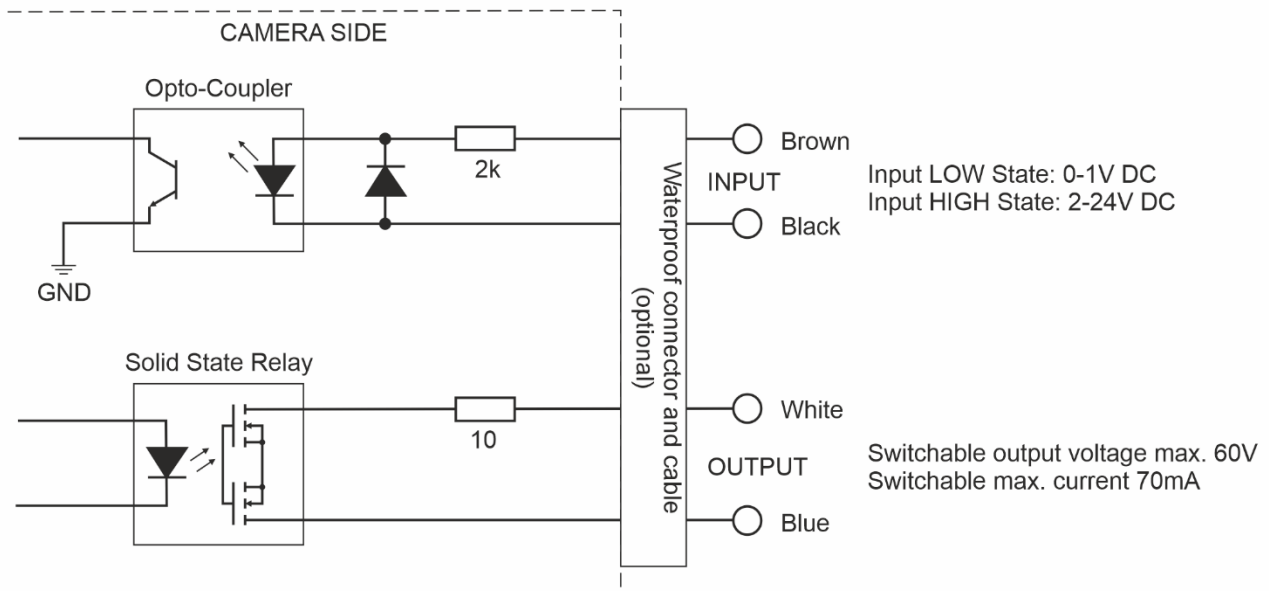 CAMERA SIDE
Opto-Coupler
2k
GND
Brown
INPUT
Black
Input LOW State: 0-1V DC
Input HIGH State: 2-24V DC
Waterproof connector and cable
(optional)
Solid State Relay
10
White
OUTPUT
Blue
Switchable output voltage max. 60V
Switchable max. current 70mA